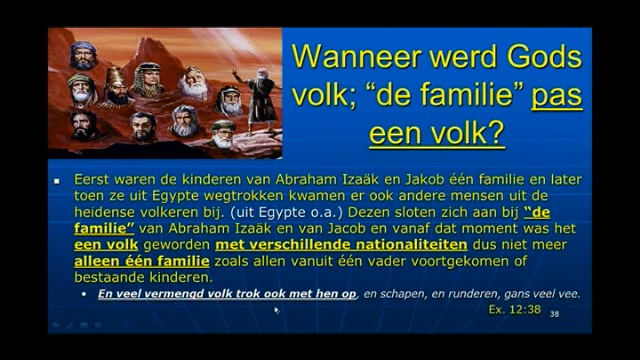 Wanneer werd Gods
volk; “de familie” pas
een volk?
Eerst waren de kinderen van Abraham Izaäk en Jakob één familie en later
toen ze uit Egypte wegtrokken kwamen er ook andere mensen uit de
heidense volkeren bij. (uit Egypte o.a.) Dezen sloten zich aan bij “de
familie” van Abraham Izaäk en van Jacob en vanaf dat moment was het
een volk geworden met verschillende nationaliteiten dus niet meer
alleen één familie zoals allen vanuit één vader voortgekomen of
bestaande kinderen.
En veel vermengd volk trok ook met hen op, en schapen, en runderen, gans veel vee.
Ex. 12:38
38